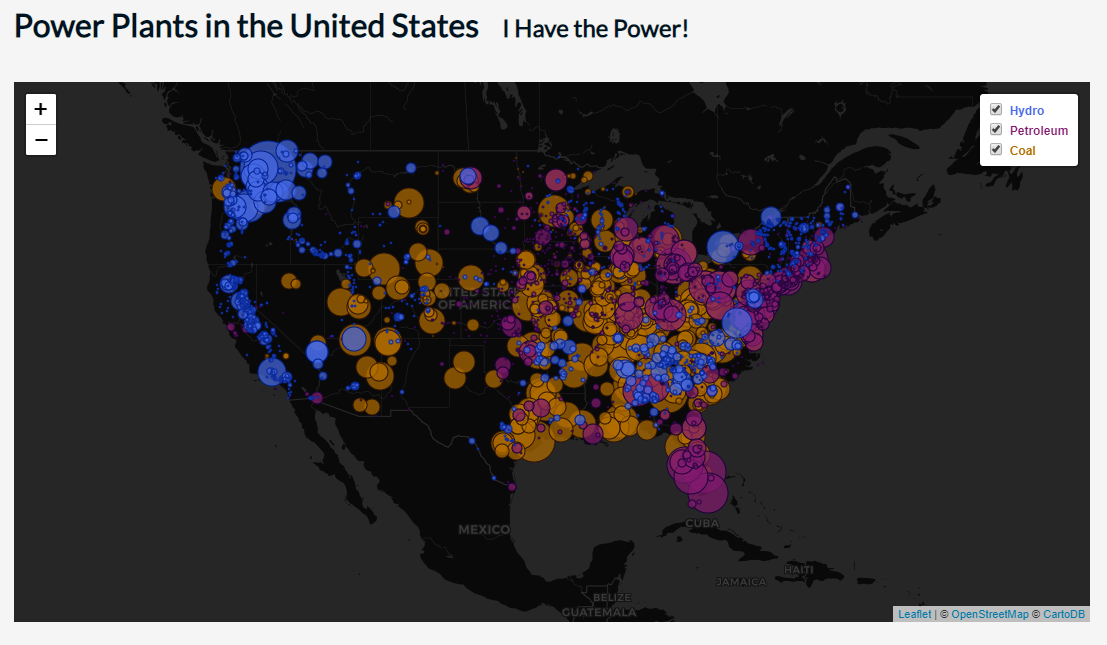 Power Plants in the United States I Have the Power!
+
−
Hydro
Petroleum
Coal
UNITED STATES
OF AMERICA
MEXICO
CUBA
HAITI
JAMAICA
BELIZE
GUATEMALA
Leaflet | © OpenStreetMap © CartoDB